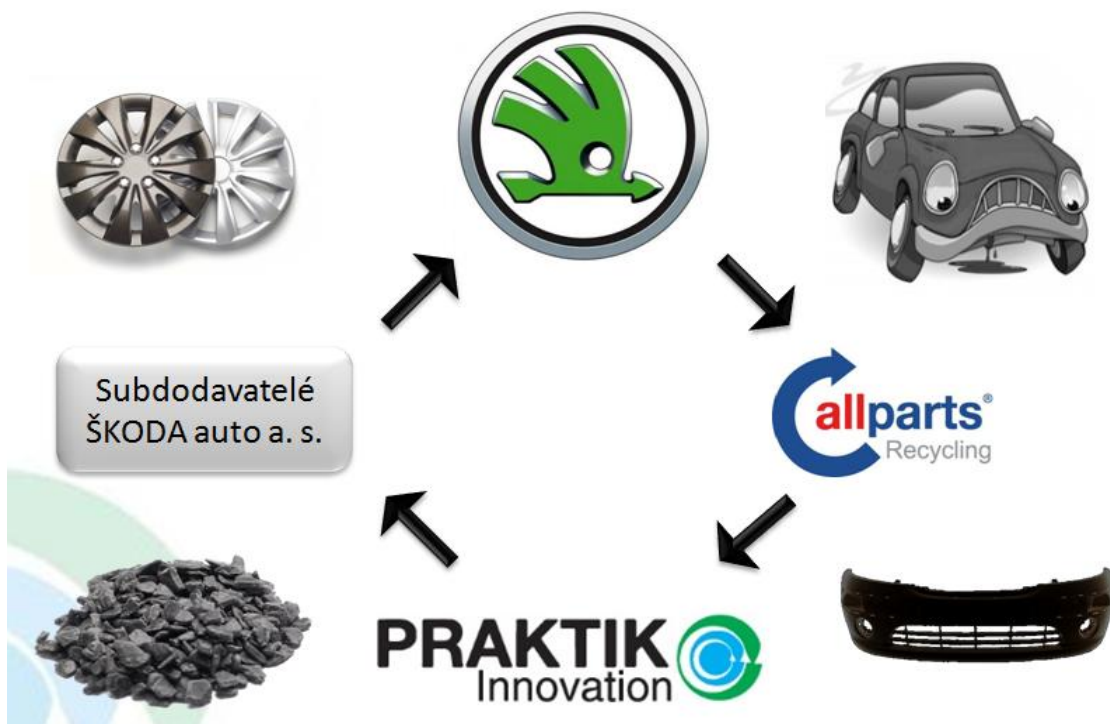 Subdodavatelé
ŠKODA auto a. s.
allparts®
Recycling
PRAKTIK
Innovation